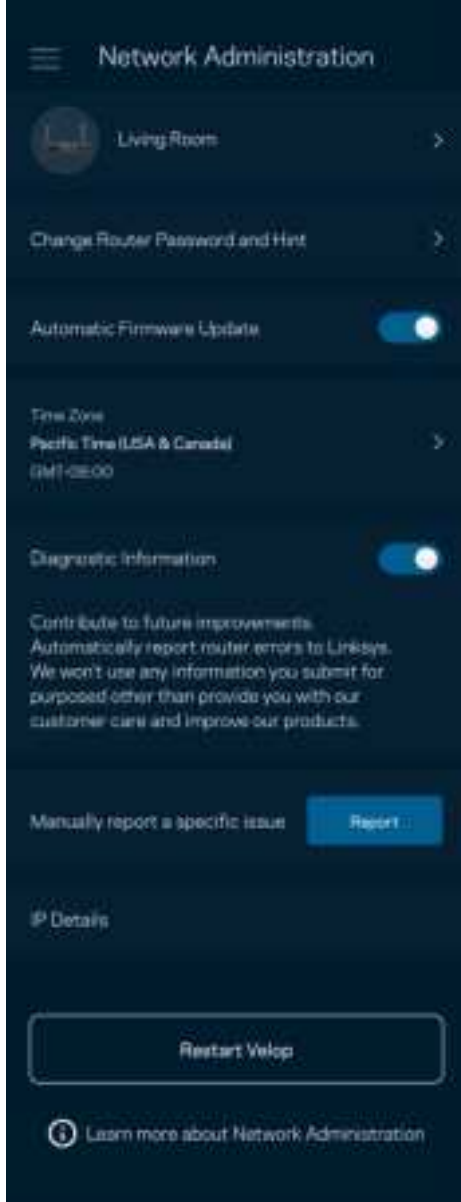 Network Administration
Living Room
Change Router Password and Hint
Automatic Firmware Update
Time Zone
Pacific Time (USA & Canada)
GMT-08:00
Diagnostic Information
Contribute to future improvements.
Automatically report router errors to Linksys.
We won't use any information you submit for
purposed other than provide you with our
customer care and improve our products.
Manually report a specific issue
Report
IP Details
Restart Velop
Learn more about Network Administration